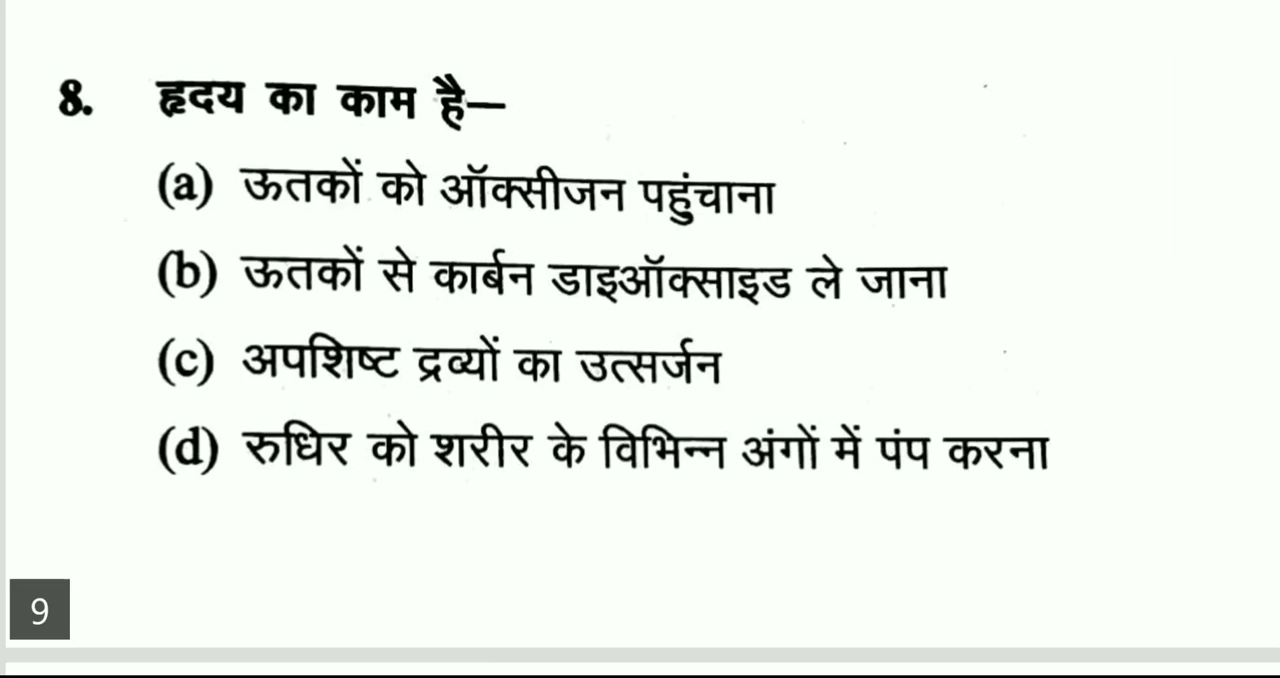 8. हृदय का काम है—
(a) ऊतकों को ऑक्सीजन पहुंचाना
(b) ऊतकों से कार्बन डाइऑक्साइड ले जाना
(c) अपशिष्ट द्रव्यों का उत्सर्जन
(d) रुधिर को शरीर के विभिन्न अंगों में पंप करना
9